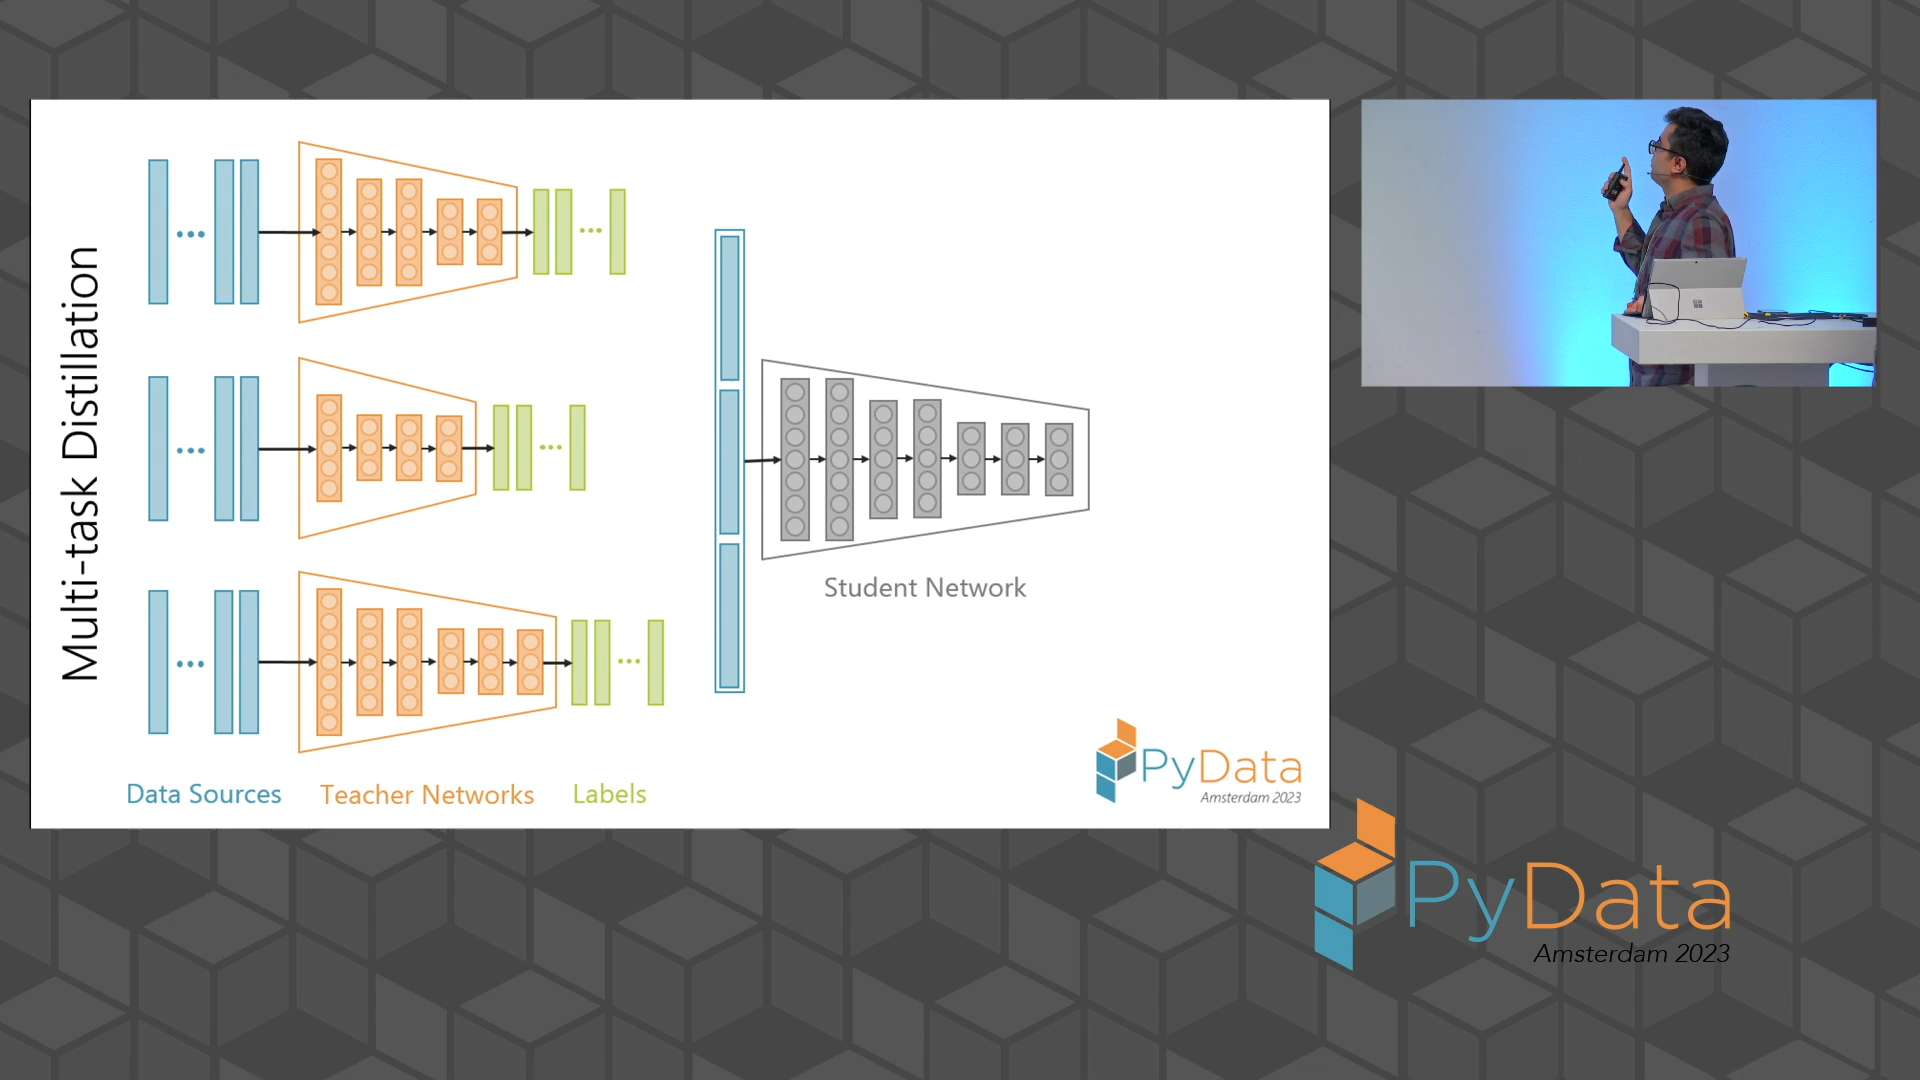 Multi-task Distillation
Student Network
Data Sources
Teacher Networks
Labels
PyData
Amsterdam 2023
PyData
Amsterdam 2023